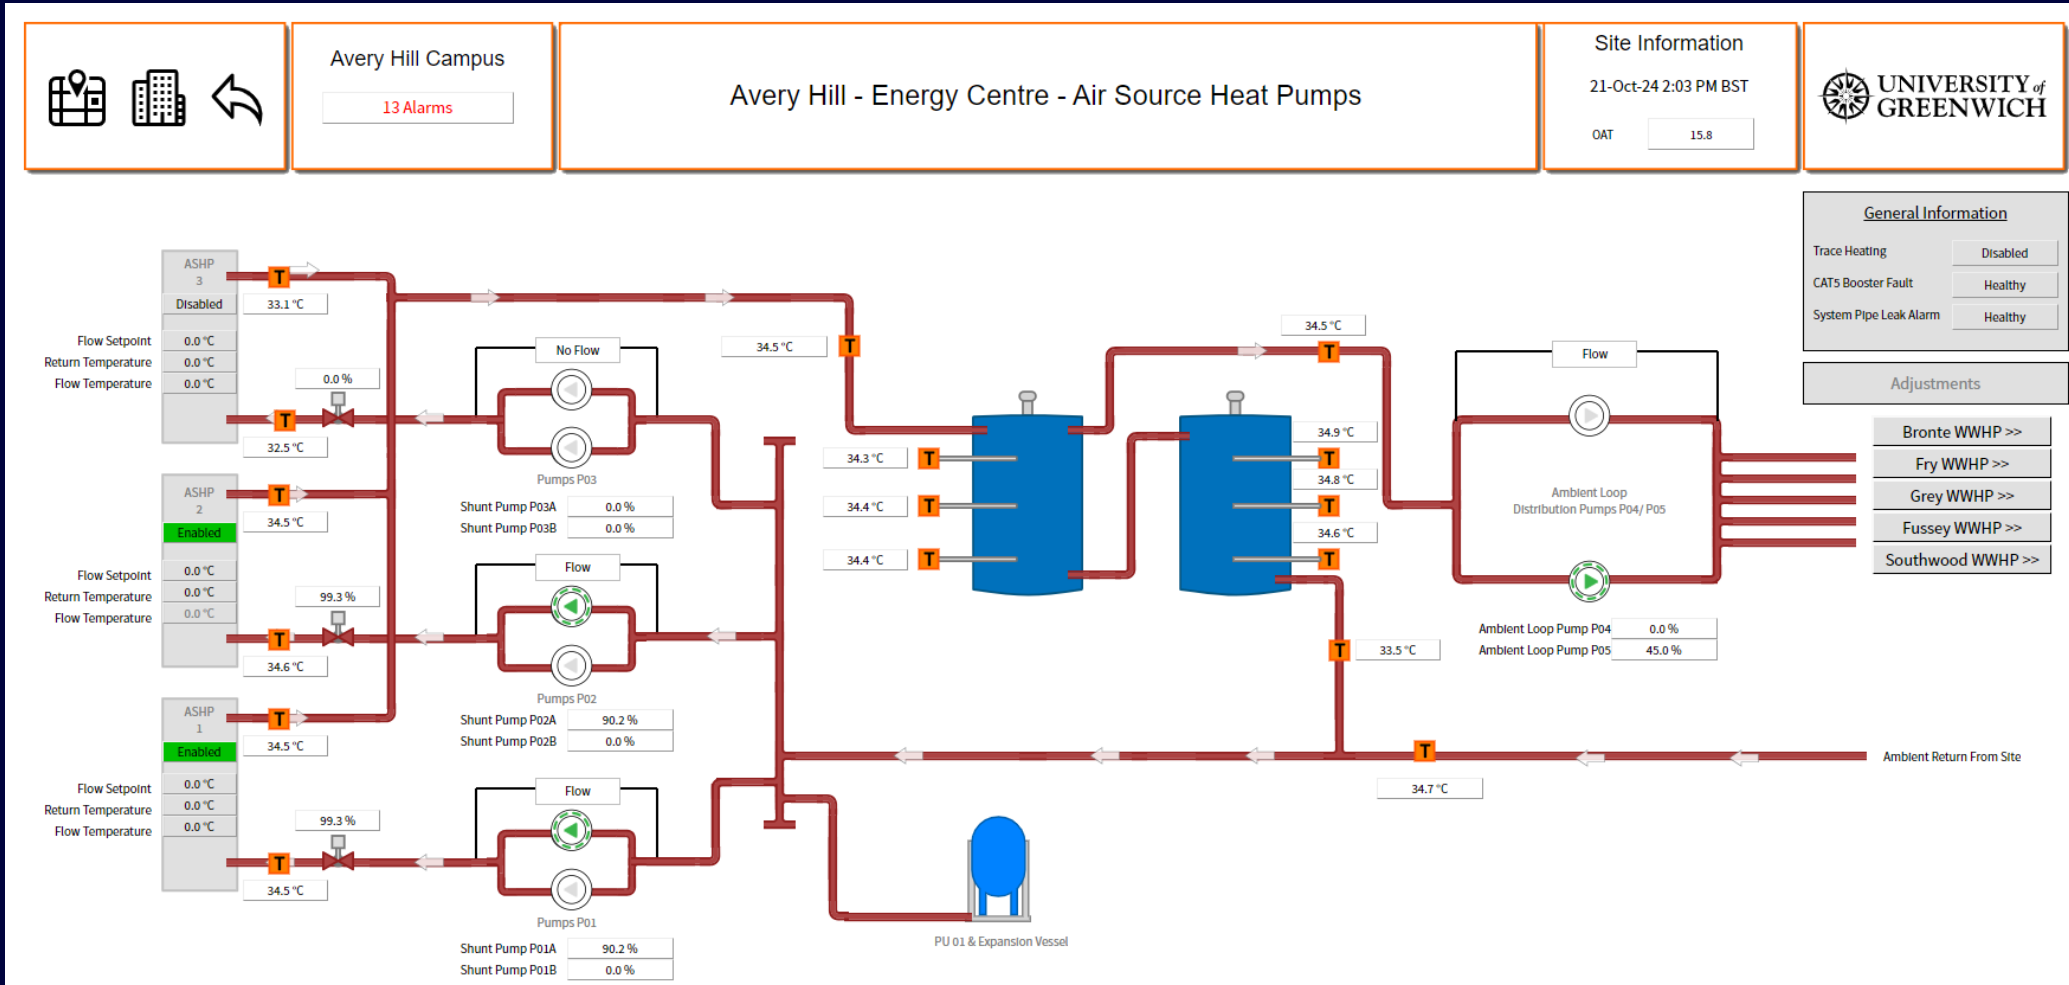 Avery Hill Campus
13 Alarms
Avery Hill - Energy Centre - Air Source Heat Pumps
Site Information
21-Oct-24 2:03 PM BST
OAT 15.8
UNIVERSITY of
GREENWICH
General Information
Trace Heating Disabled
CAT5 Booster Fault Healthy
System Pipe Leak Alarm Healthy
Adjustments
Bronte WWHP >>
Fry WWHP >>
Grey WWHP >>
Fussey WWHP >>
Southwood WWHP >>
ASHP
3
Disabled
T
33.1 °C
Flow Setpoint 0.0 °C
Return Temperature 0.0 °C
Flow Temperature 0.0 °C
0.0 %
T
32.5 °C
No Flow
Pumps P03
Shunt Pump P03A 0.0 %
Shunt Pump P03B 0.0 %
ASHP
2
Enabled
T
34.5 °C
Flow Setpoint 0.0 °C
Return Temperature 0.0 °C
Flow Temperature 0.0 °C
99.3 %
T
34.6 °C
Flow
Pumps P02
Shunt Pump P02A 90.2 %
Shunt Pump P02B 0.0 %
ASHP
1
Enabled
T
34.5 °C
Flow Setpoint 0.0 °C
Return Temperature 0.0 °C
Flow Temperature 0.0 °C
99.3 %
T
34.5 °C
Flow
Pumps P01
Shunt Pump P01A 90.2 %
Shunt Pump P01B 0.0 %
34.5 °C T
34.3 °C T
34.4 °C T
34.4 °C T
34.5 °C
T
34.9 °C
T
34.8 °C
T
34.6 °C
T
T 33.5 °C
Flow
Ambient Loop
Distribution Pumps P04/ P05
Ambient Loop Pump P04 0.0 %
Ambient Loop Pump P05 45.0 %
T
34.7 °C
Ambient Return From Site
PU 01 & Expansion Vessel